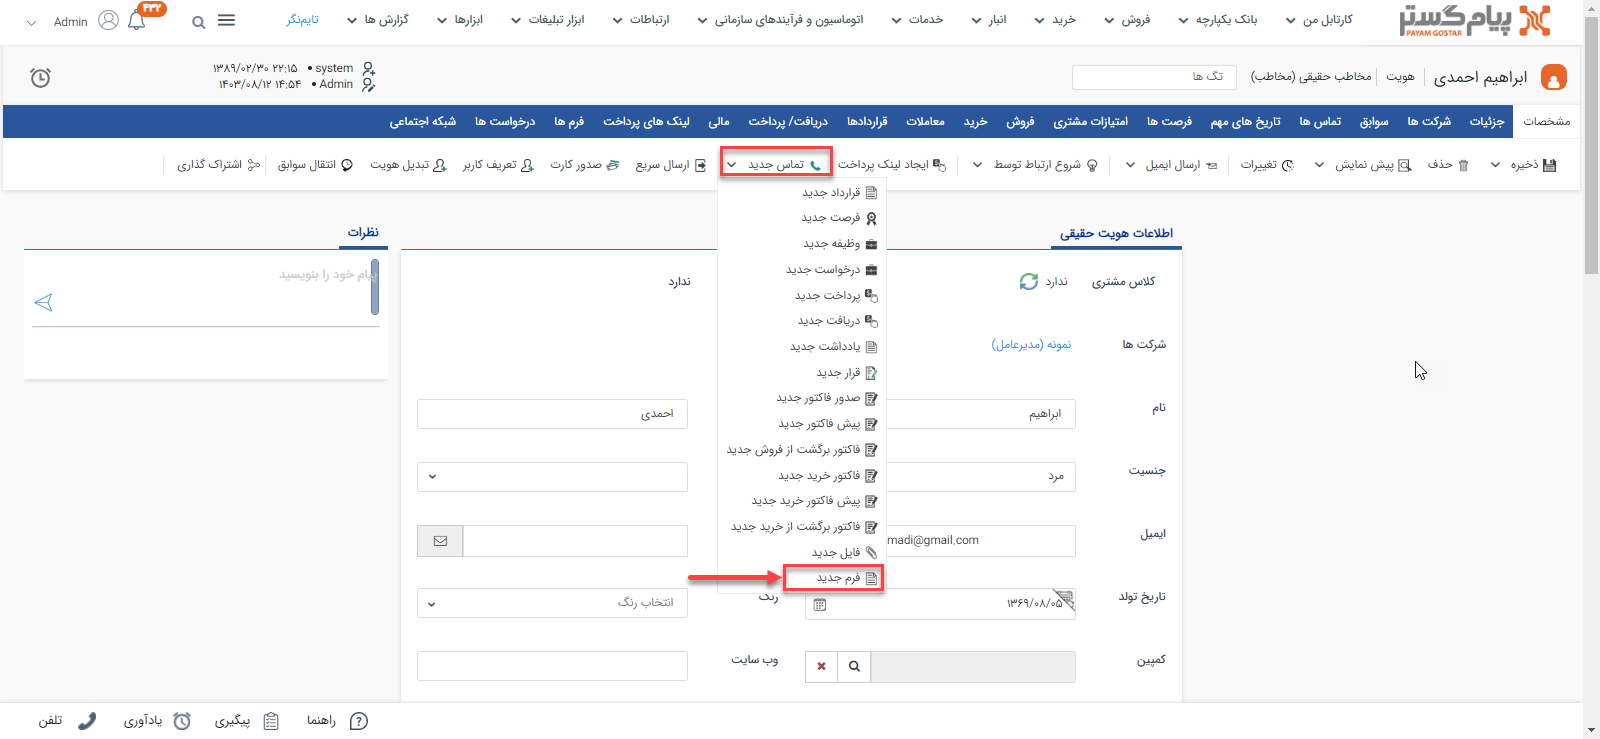 پیام گستر
PAYAM GOSTAR
کارتابل من
بانک یکپارچه
فروش
خرید
انبار
خدمات
اتوماسیون و فرآیندهای سازمانی
ارتباطات
ابزار تبلیغات
ابزارها
گزارش ها
تایم‌نگر
۴۳۲
Admin
ابراهیم احمدی
هویت
مخاطب حقیقی (مخاطب)
تگ ها
system • ۱۳۸۹/۰۲/۳۰ ۲۲:۱۵
Admin • ۱۴۰۳/۰۸/۱۲ ۱۴:۵۴
مشخصات
جزئیات
شرکت ها
سوابق
تماس ها
تاریخ های مهم
فرصت ها
امتیازات مشتری
فروش
خرید
معاملات
قراردادها
دریافت/ پرداخت
مالی
لینک های پرداخت
فرم ها
درخواست ها
شبکه اجتماعی
ذخیره
حذف
پیش نمایش
تغییرات
ارسال ایمیل
شروع ارتباط توسط
ایجاد لینک پرداخت
تماس جدید
ارسال سریع
صدور کارت
تعریف کاربر
تبدیل هویت
انتقال سوابق
اشتراک گذاری
قرارداد جدید
فرصت جدید
وظیفه جدید
درخواست جدید
پرداخت جدید
دریافت جدید
یادداشت جدید
قرار جدید
صدور فاکتور جدید
پیش فاکتور جدید
فاکتور برگشت از فروش جدید
فاکتور خرید جدید
پیش فاکتور خرید جدید
فاکتور برگشت از خرید جدید
فایل جدید
فرم جدید
اطلاعات هویت حقیقی
کلاس مشتری
ندارد
ندارد
شرکت ها
نمونه (مدیرعامل)
نام
ابراهیم
احمدی
جنسیت
مرد
ایمیل
madi@gmail.com
تاریخ تولد
۱۳۶۹/۰۸/۰۵
رنگ
انتخاب رنگ
کمپین
وب سایت
نظرات
پیام خود را بنویسید
راهنما
پیگیری
یادآوری
تلفن